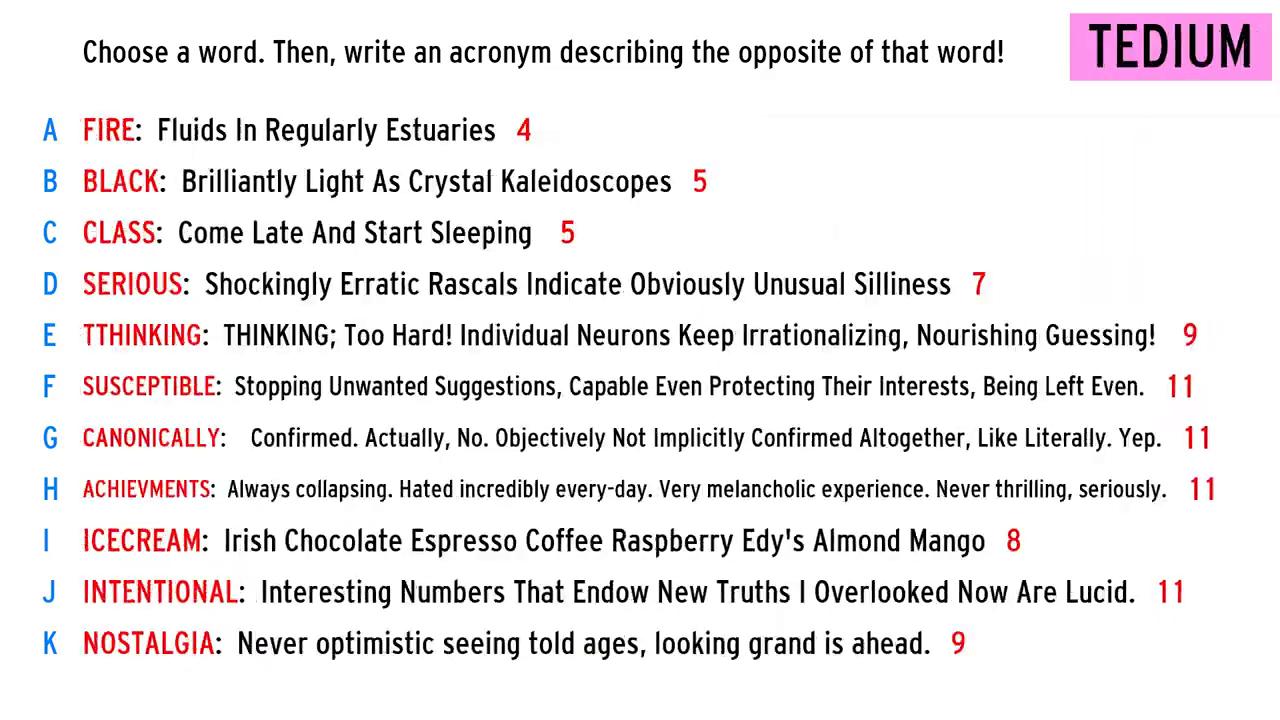 Choose a word. Then, write an acronym describing the opposite of that word!
TEDIUM
A FIRE: Fluids In Regularly Estuaries 4
B BLACK: Brilliantly Light As Crystal Kaleidoscopes 5
C CLASS: Come Late And Start Sleeping 5
D SERIOUS: Shockingly Erratic Rascals Indicate Obviously Unusual Silliness 7
E TTHINKING: THINKING; Too Hard! Individual Neurons Keep Irrationalizing, Nourishing Guessing! 9
F SUSCEPTIBLE: Stopping Unwanted Suggestions, Capable Even Protecting Their Interests, Being Left Even. 11
G CANONICALLY: Confirmed. Actually, No. Objectively Not Implicitly Confirmed Altogether, Like Literally. Yep. 11
H ACHIEVMENTS: Always collapsing. Hated incredibly every-day. Very melancholic experience. Never thrilling, seriously. 11
I ICECREAM: Irish Chocolate Espresso Coffee Raspberry Edy's Almond Mango 8
J INTENTIONAL: Interesting Numbers That Endow New Truths I Overlooked Now Are Lucid. 11
K NOSTALGIA: Never optimistic seeing told ages, looking grand is ahead. 9